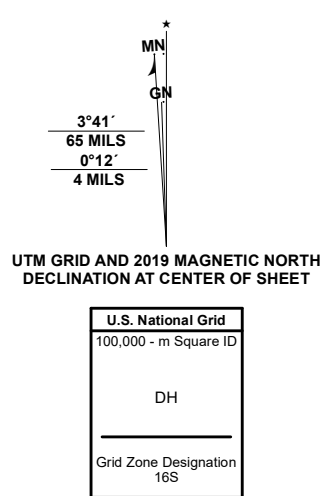 MN
GN
3°41´
65 MILS
0°12´
4 MILS
UTM GRID AND 2019 MAGNETIC NORTH
DECLINATION AT CENTER OF SHEET
U.S. National Grid
100,000 - m Square ID
DH
Grid Zone Designation
16S